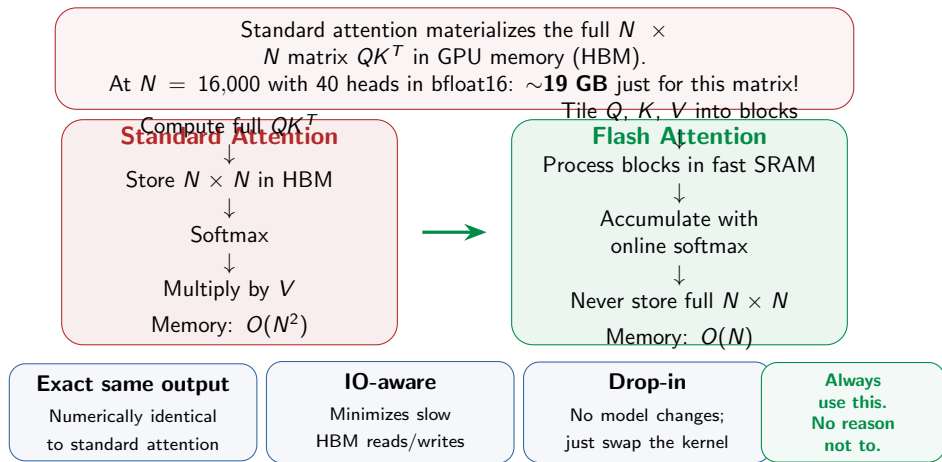 Standard attention materializes the full N ×
N matrix QKᵀ in GPU memory (HBM).
At N = 16,000 with 40 heads in bfloat16: ∼19 GB just for this matrix!
Compute full QKᵀ
Standard Attention
↓
Store N × N in HBM
↓
Softmax
↓
Multiply by V
Memory: O(N²)
Tile Q, K, V into blocks
Flash Attention
↓
Process blocks in fast SRAM
↓
Accumulate with
online softmax
↓
Never store full N × N
Memory: O(N)
Exact same output
Numerically identical
to standard attention
IO-aware
Minimizes slow
HBM reads/writes
Drop-in
No model changes;
just swap the kernel
Always
use this.
No reason
not to.